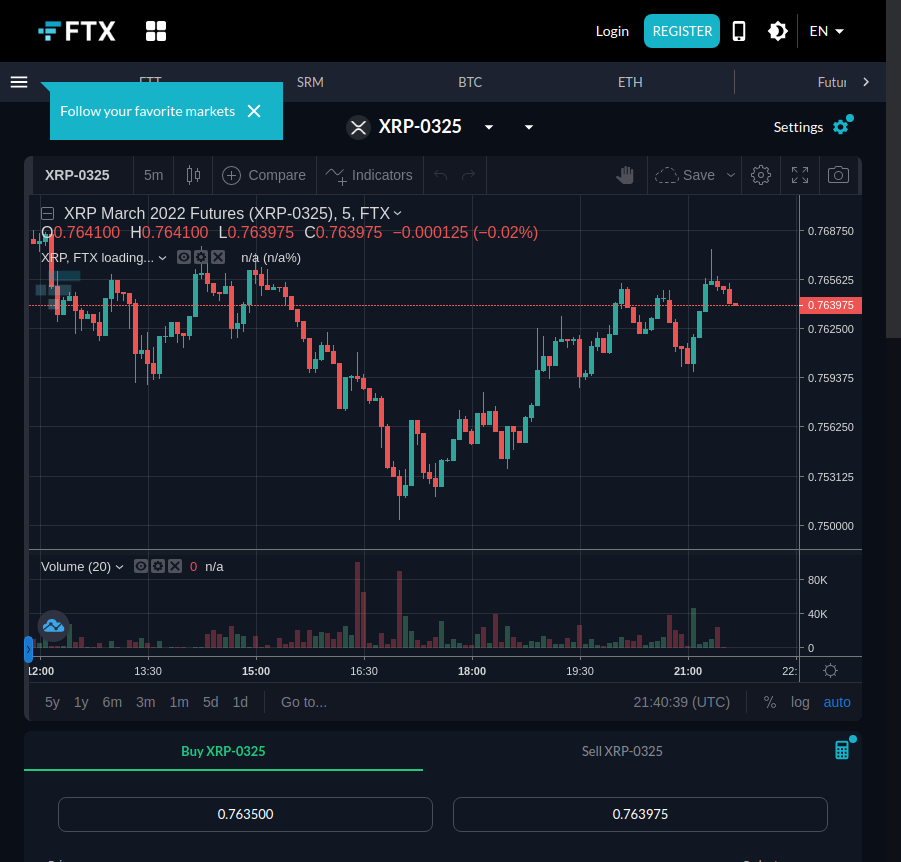 FTX
Login REGISTER EN
SRM BTC ETH
Follow your favorite markets
XRP-0325 Settings
XRP-0325 5m Compare Indicators Save
XRP March 2022 Futures (XRP-0325), 5, FTX
O0.764100 H0.764100 L0.763975 C0.763975 −0.000125 (−0.02%)
XRP, FTX loading... n/a (n/a%)
0.768750
0.765625
0.763975
0.762500
0.759375
0.756250
0.753125
0.750000
Volume (20) 0 n/a
80K
40K
0
12:00 13:30 15:00 16:30 18:00 19:30 21:00 22:
5y 1y 6m 3m 1m 5d 1d Go to... 21:40:39 (UTC) % log auto
Buy XRP-0325 Sell XRP-0325
0.763500 0.763975